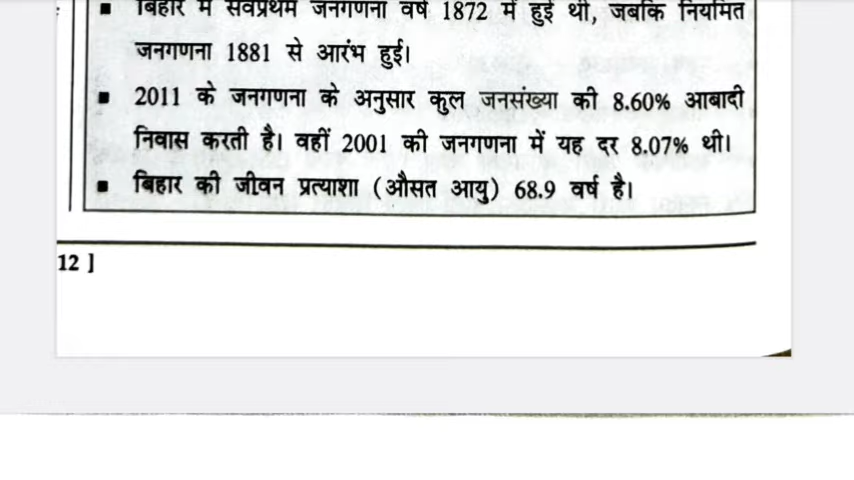 ■ बिहार में सर्वप्रथम जनगणना वर्ष 1872 में हुई थी, जबकि नियमित
जनगणना 1881 से आरंभ हुई।
■ 2011 के जनगणना के अनुसार कुल जनसंख्या की 8.60% आबादी
निवास करती है। वहीं 2001 की जनगणना में यह दर 8.07% थी।
■ बिहार की जीवन प्रत्याशा (औसत आयु) 68.9 वर्ष है।
12 ]